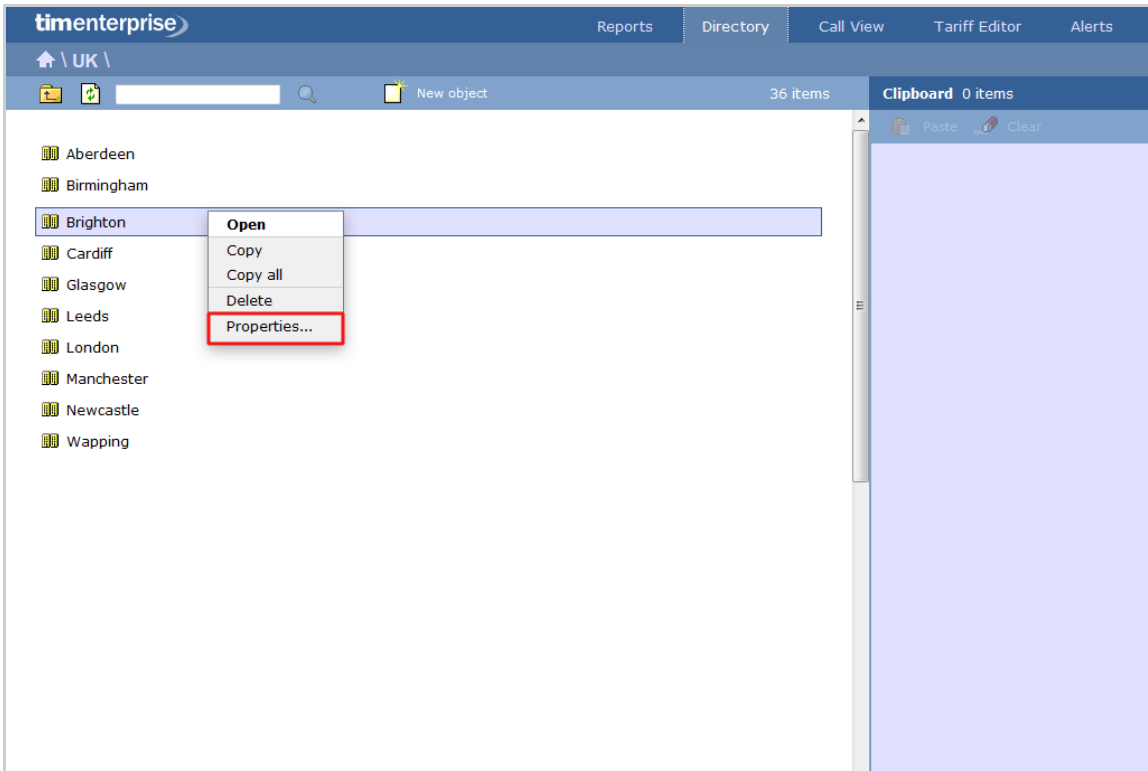 timenterprise
Reports Directory Call View Tariff Editor Alerts
\ UK \
New object 36 items Clipboard 0 items
Paste Clear
Aberdeen
Birmingham
Brighton
Open
Cardiff
Copy
Glasgow
Copy all
Leeds
Delete
London
Properties...
Manchester
Newcastle
Wapping